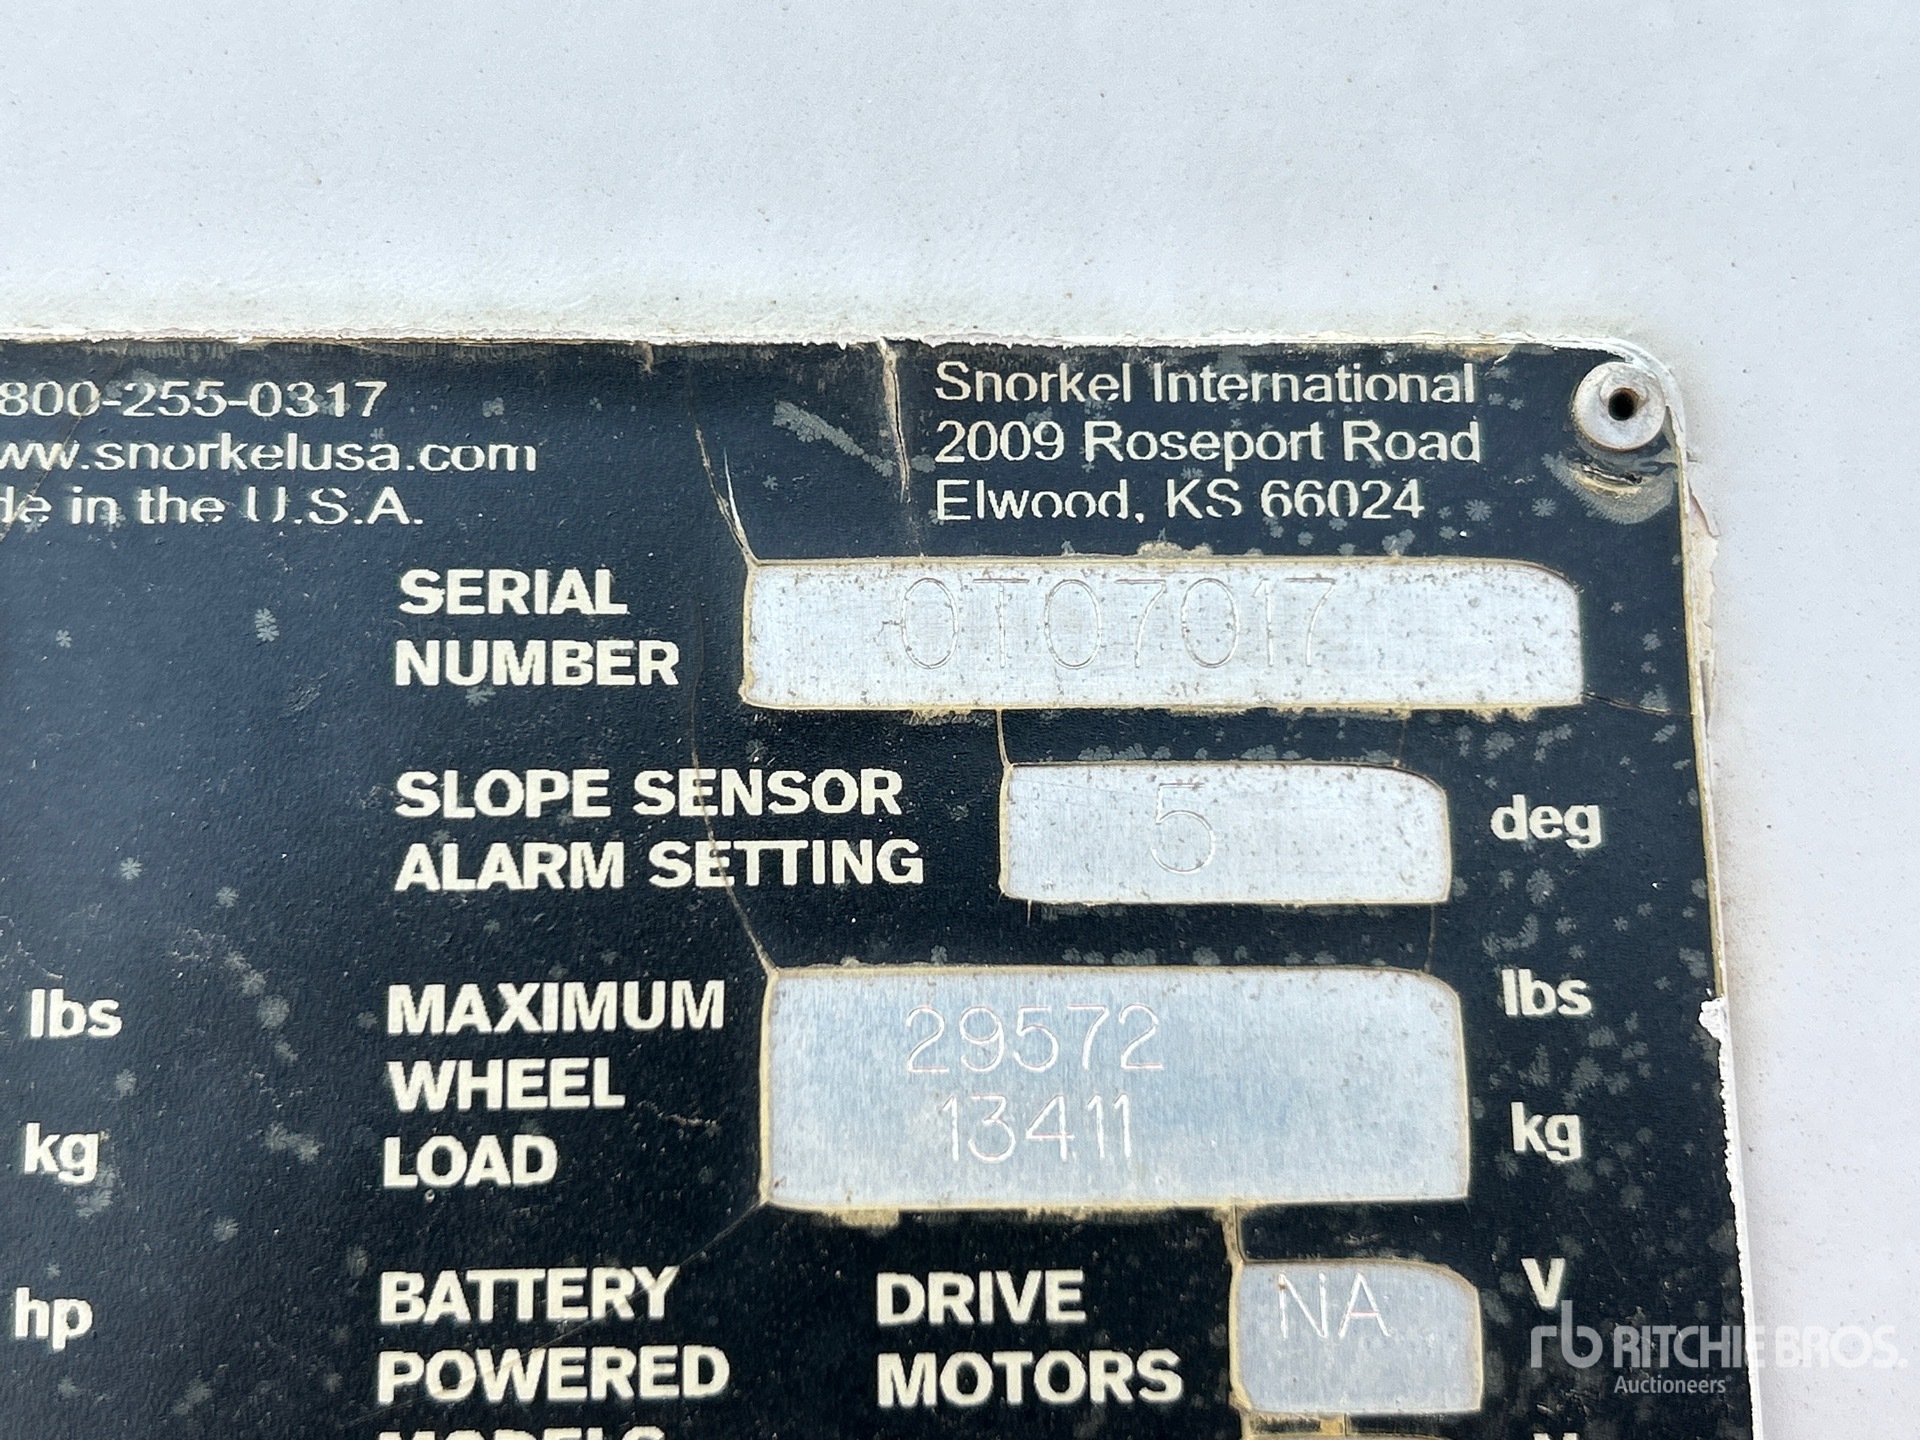 800-255-0317
ww.snorkelusa.com
de in the U.S.A.
Snorkel International
2009 Roseport Road
Elwood, KS 66024
SERIAL NUMBER 0T07017
SLOPE SENSOR ALARM SETTING 5 deg
lbs
kg
MAXIMUM WHEEL LOAD
29572 lbs
13411 kg
hp
BATTERY POWERED MODELS
DRIVE MOTORS NA V
RITCHIE BROS.
Auctioneers